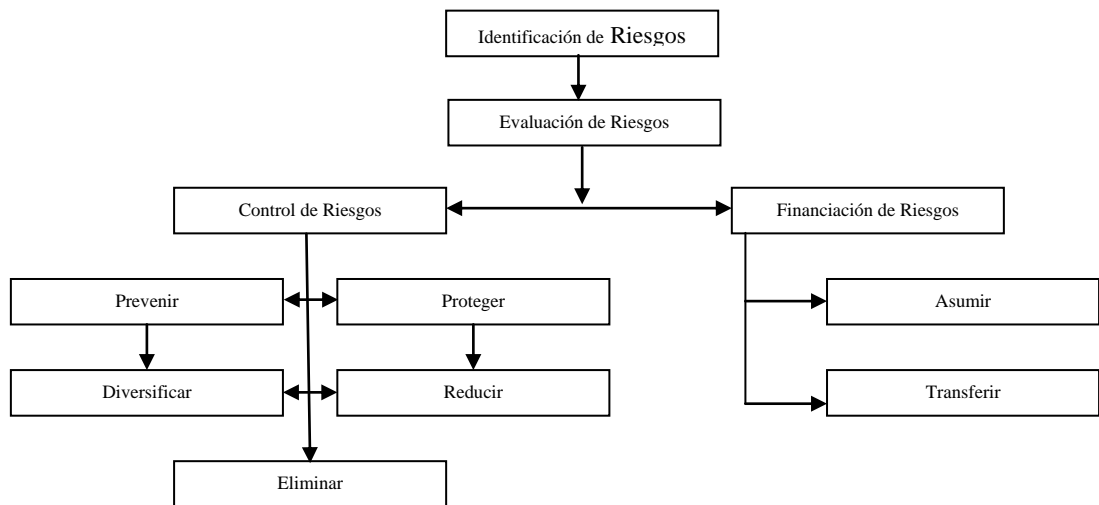 Identificación de Riesgos
Evaluación de Riesgos
Control de Riesgos
Financiación de Riesgos
Prevenir
Proteger
Asumir
Diversificar
Reducir
Transferir
Eliminar